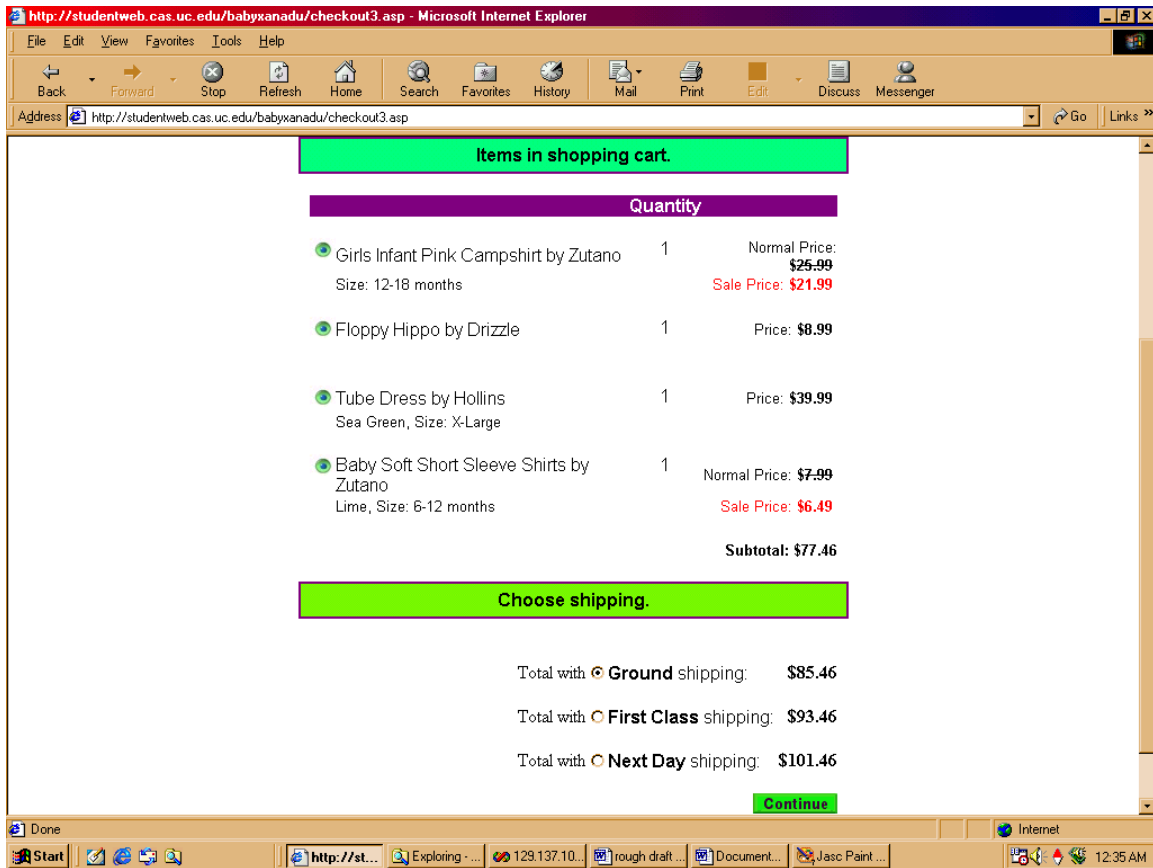 http://studentweb.cas.uc.edu/babyxanadu/checkout3.asp - Microsoft Internet Explorer
File Edit View Favorites Tools Help
Back Forward Stop Refresh Home Search Favorites History Mail Print Edit Discuss Messenger
Address http://studentweb.cas.uc.edu/babyxanadu/checkout3.asp Go Links »
Items in shopping cart.
Quantity
Girls Infant Pink Campshirt by Zutano 1 Normal Price:
$25.99
Size: 12-18 months Sale Price: $21.99
Floppy Hippo by Drizzle 1 Price: $8.99
Tube Dress by Hollins 1 Price: $39.99
Sea Green, Size: X-Large
Baby Soft Short Sleeve Shirts by 1 Normal Price: $7.99
Zutano
Lime, Size: 6-12 months Sale Price: $6.49
Subtotal: $77.46
Choose shipping.
Total with Ground shipping: $85.46
Total with First Class shipping: $93.46
Total with Next Day shipping: $101.46
Continue
Done Internet
Start http://st... Exploring - ... 129.137.10... rough draft ... Document... Jasc Paint ... 12:35 AM